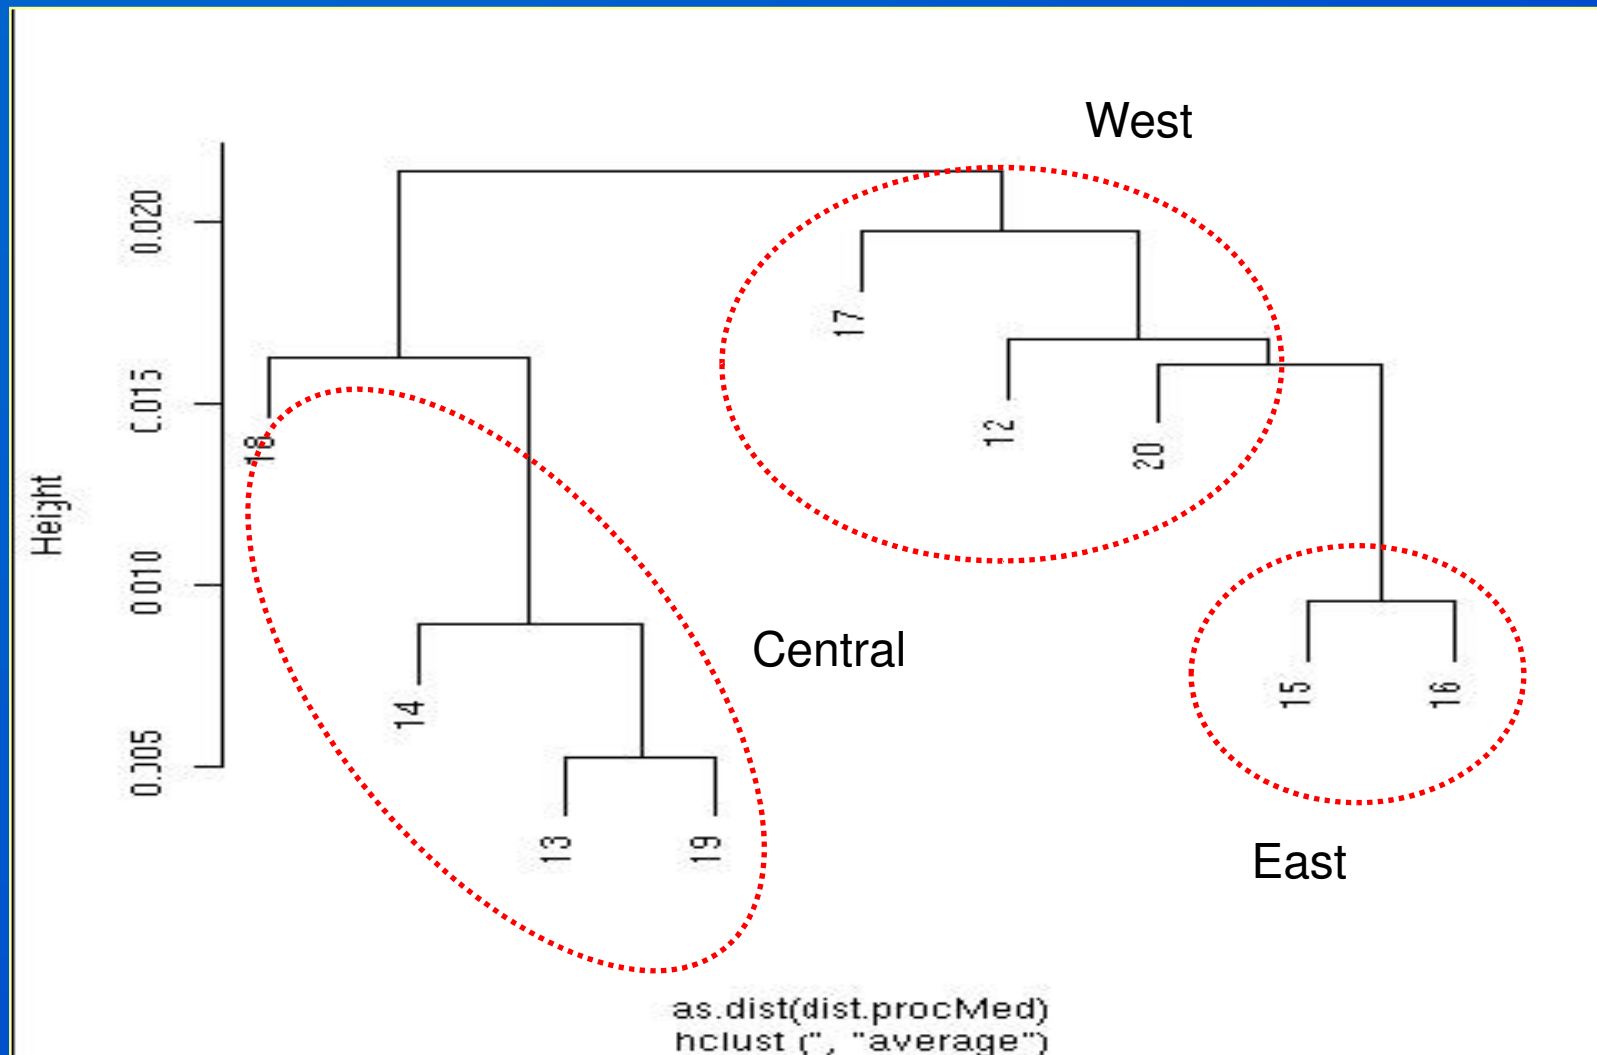 West
0.020
17
0.015
12
18
20
Height
0.010
Central
15
16
14
0.005
13
19
East
as.dist(dist.procMed)
hclust (*, "average")